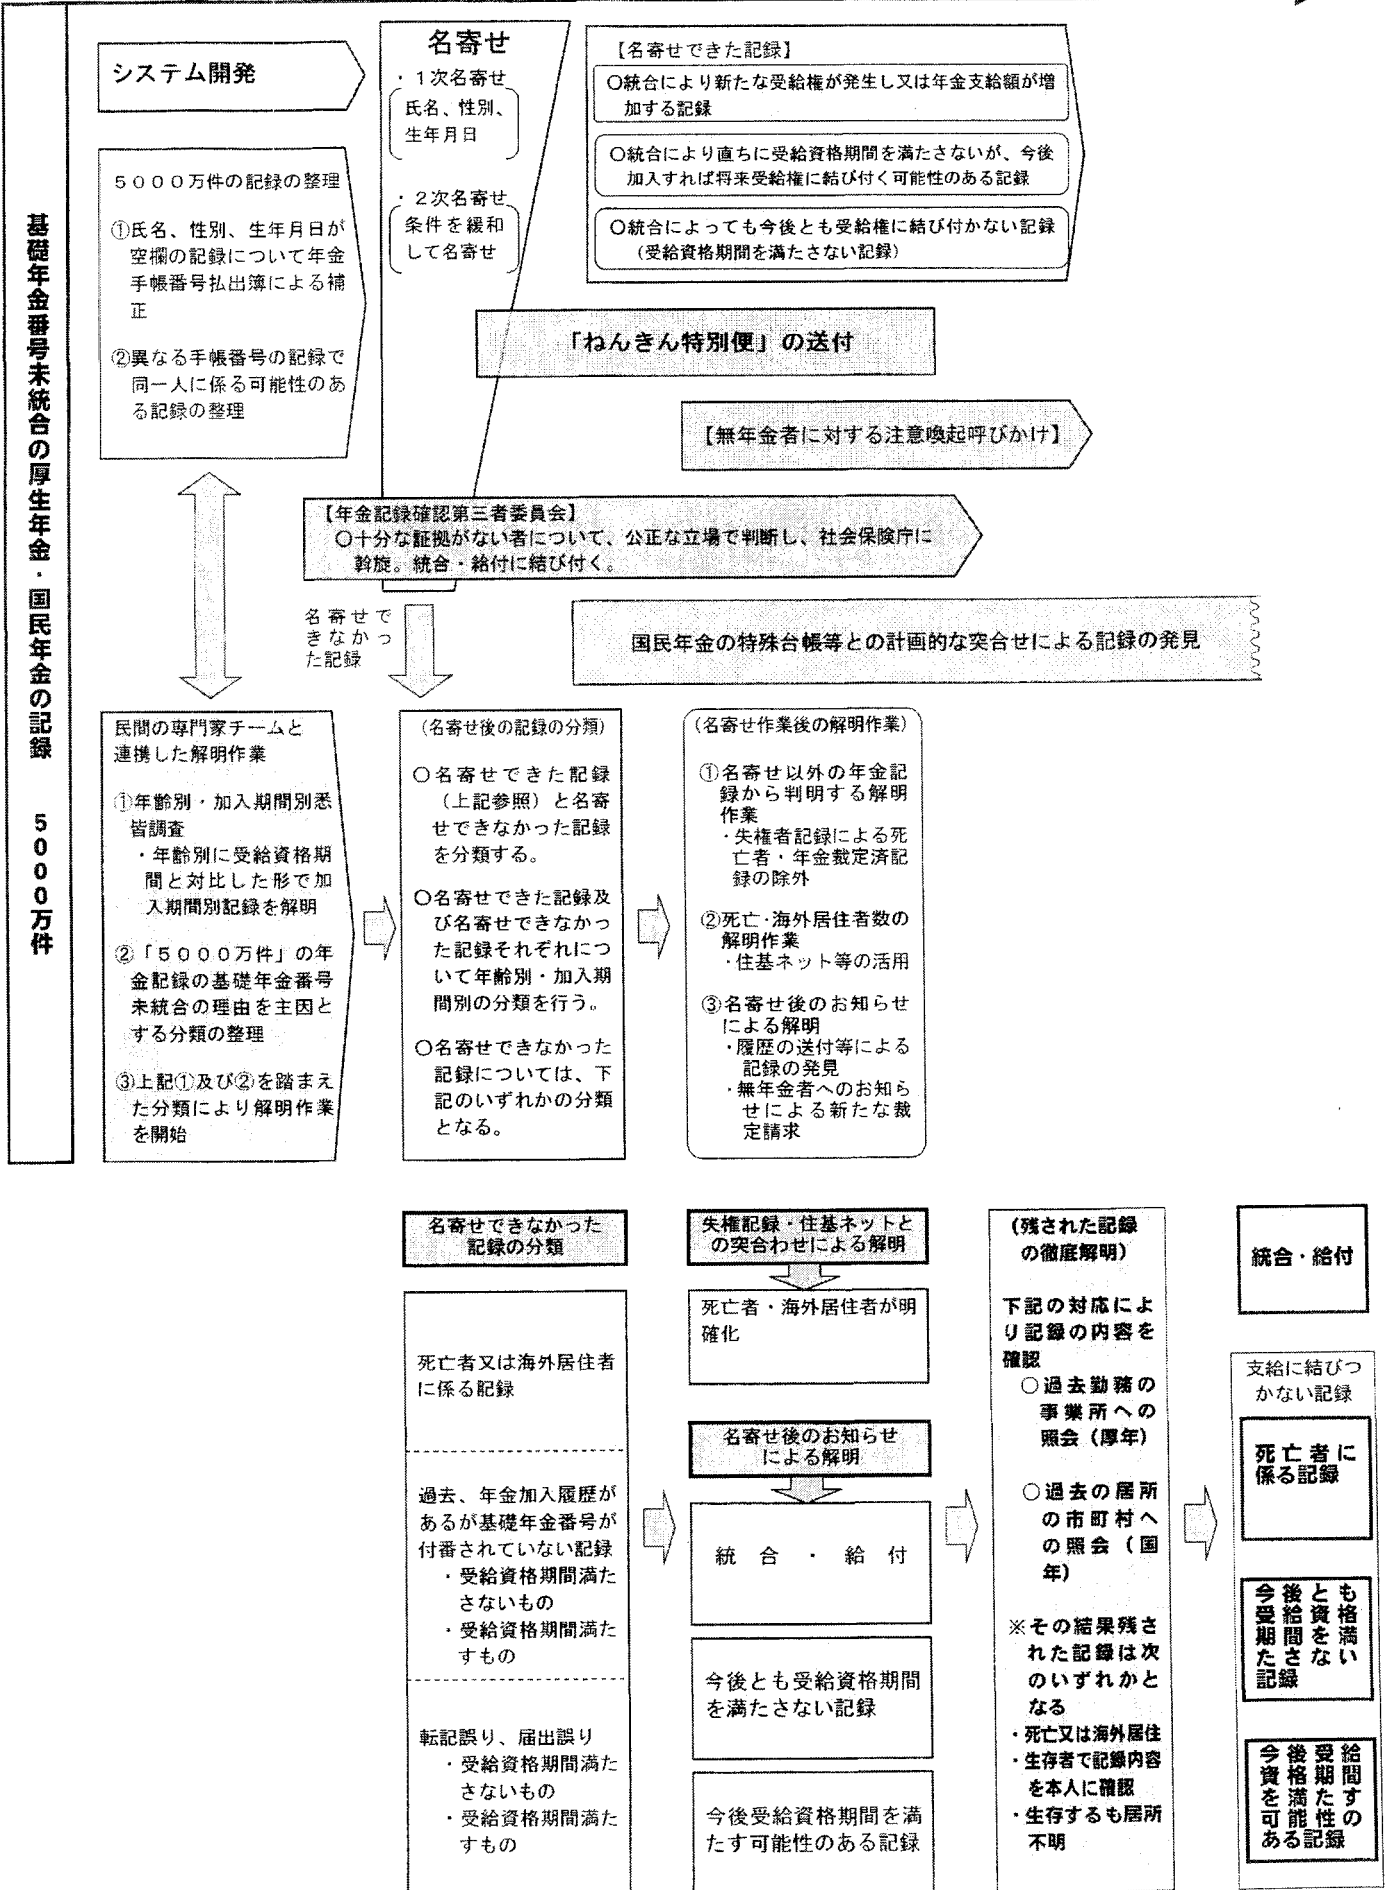 基礎年金番号未統合の厚生年金・国民年金の記録 5000万件
システム開発
5000万件の記録の整理
①氏名、性別、生年月日が
空欄の記録について年金
手帳番号払出簿による補
正
②異なる手帳番号の記録で
同一人に係る可能性のあ
る記録の整理
名寄せ
・1次名寄せ
氏名、性別、
生年月日
・2次名寄せ
条件を緩和
して名寄せ
【名寄せできた記録】
○統合により新たな受給権が発生し又は年金支給額が増
加する記録
○統合により直ちに受給資格期間を満たさないが、今後
加入すれば将来受給権に結び付く可能性のある記録
○統合によっても今後とも受給権に結び付かない記録
（受給資格期間を満たさない記録）
「ねんきん特別便」の送付
【無年金者に対する注意喚起呼びかけ】
【年金記録確認第三者委員会】
○十分な証拠がない者について、公正な立場で判断し、社会保険庁に
斡旋。統合・給付に結び付く。
名寄せで
きなかっ
た記録
国民年金の特殊台帳等との計画的な突合せによる記録の発見
民間の専門家チームと
連携した解明作業
①年齢別・加入期間別悉
皆調査
・年齢別に受給資格期
間と対比した形で加
入期間別記録を解明
②「5000万件」の年
金記録の基礎年金番号
未統合の理由を主因と
する分類の整理
③上記①及び②を踏まえ
た分類により解明作業
を開始
（名寄せ後の記録の分類）
○名寄せできた記録
（上記参照）と名寄
せできなかった記録
を分類する。
○名寄せできた記録及
び名寄せできなかっ
た記録それぞれにつ
いて年齢別・加入期
間別の分類を行う。
○名寄せできなかった
記録については、下
記のいずれかの分類
となる。
（名寄せ作業後の解明作業）
①名寄せ以外の年金記
録から判明する解明
作業
・失権者記録による死
亡者・年金裁定済記
録の除外
②死亡・海外居住者数の
解明作業
・住基ネット等の活用
③名寄せ後のお知らせ
による解明
・履歴の送付等による
記録の発見
・無年金者へのお知ら
せによる新たな裁
定請求
名寄せできなかった
記録の分類
死亡者又は海外居住者
に係る記録
過去、年金加入履歴が
あるが基礎年金番号が
付番されていない記録
・受給資格期間満た
さないもの
・受給資格期間満た
すもの
転記誤り、届出誤り
・受給資格期間満た
さないもの
・受給資格期間満た
すもの
失権記録・住基ネットと
の突合わせによる解明
死亡者・海外居住者が明
確化
名寄せ後のお知らせ
による解明
統合・給付
今後とも受給資格期間
を満たさない記録
今後受給資格期間を満
たす可能性のある記録
（残された記録
の徹底解明）
下記の対応によ
り記録の内容を
確認
○過去勤務の
事業所への
照会（厚年）
○過去の居所
の市町村へ
の照会（国
年）
※その結果残さ
れた記録は次
のいずれかと
なる
・死亡又は海外居住
・生存者で記録内容
を本人に確認
・生存するも居所
不明
統合・給付
支給に結びつ
かない記録
死亡者に
係る記録
今後とも
受給資格
期間を満
たさない
記録
今後受給
資格期間
を満たす
可能性の
ある記録